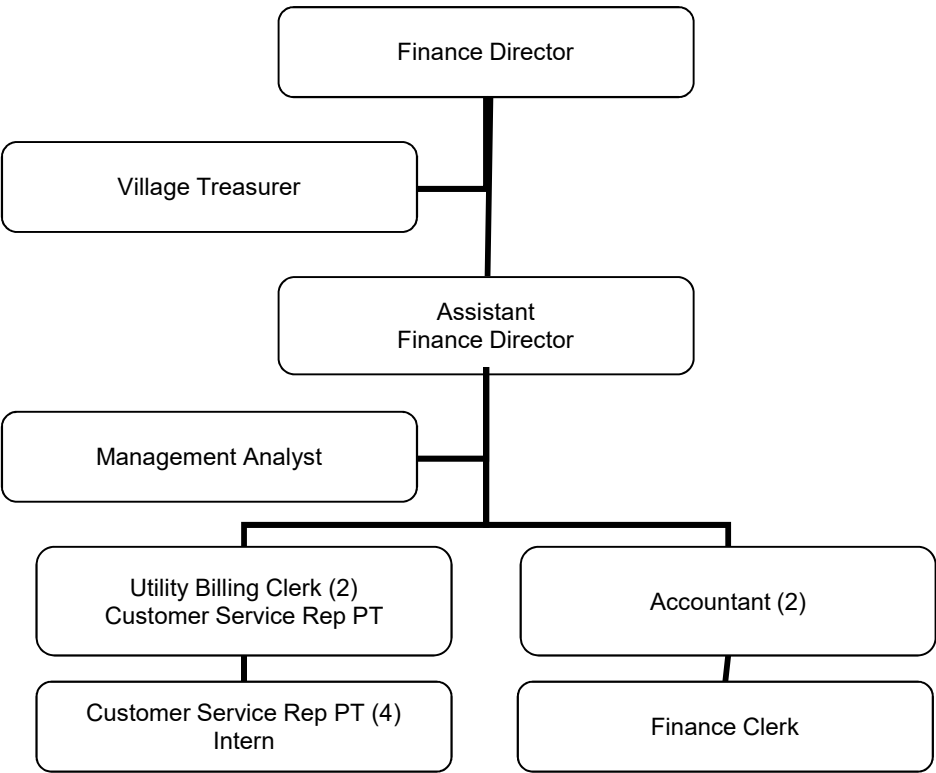 Finance Director
Village Treasurer
Assistant
Finance Director
Management Analyst
Utility Billing Clerk (2)
Customer Service Rep PT
Accountant (2)
Customer Service Rep PT (4)
Intern
Finance Clerk